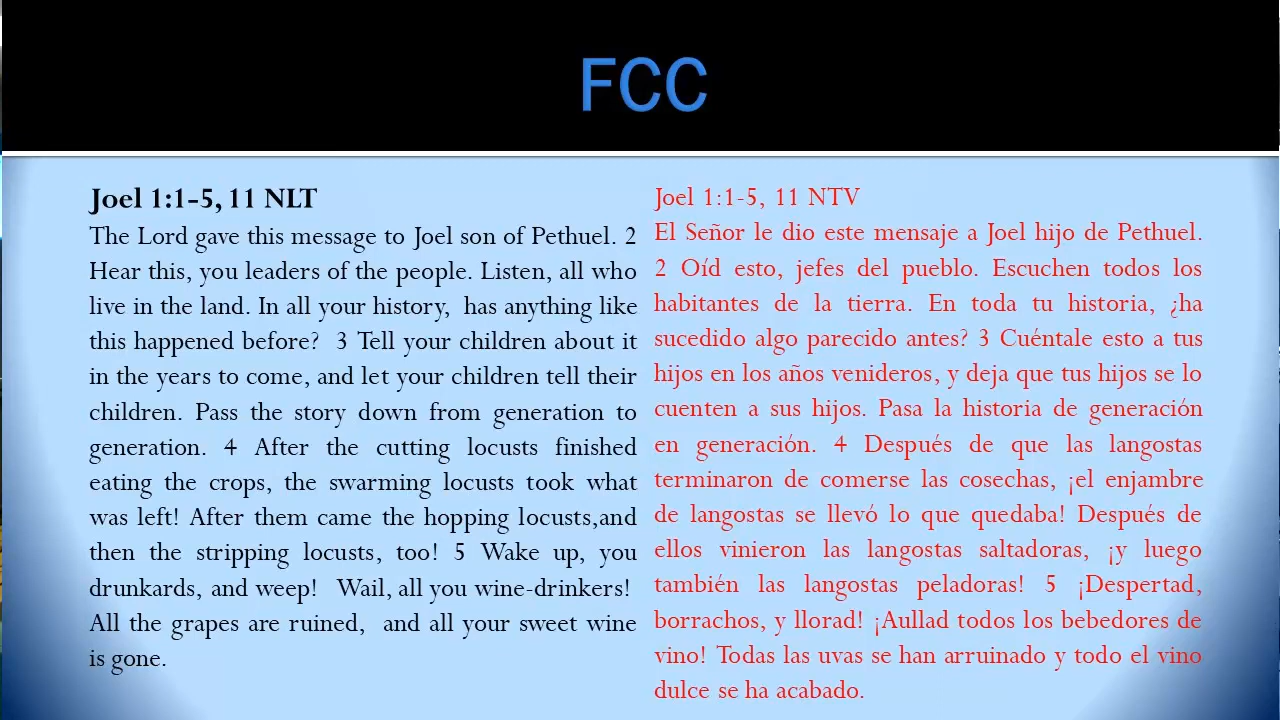 FCC
Joel 1:1-5, 11 NLT
The Lord gave this message to Joel son of Pethuel. 2
Hear this, you leaders of the people. Listen, all who
live in the land. In all your history, has anything like
this happened before? 3 Tell your children about it
in the years to come, and let your children tell their
children. Pass the story down from generation to
generation. 4 After the cutting locusts finished
eating the crops, the swarming locusts took what
was left! After them came the hopping locusts,and
then the stripping locusts, too! 5 Wake up, you
drunkards, and weep! Wail, all you wine-drinkers!
All the grapes are ruined, and all your sweet wine
is gone.
Joel 1:1-5, 11 NTV
El Señor le dio este mensaje a Joel hijo de Pethuel.
2 Oíd esto, jefes del pueblo. Escuchen todos los
habitantes de la tierra. En toda tu historia, ¿ha
sucedido algo parecido antes? 3 Cuéntale esto a tus
hijos en los años venideros, y deja que tus hijos se lo
cuenten a sus hijos. Pasa la historia de generación
en generación. 4 Después de que las langostas
terminaron de comerse las cosechas, ¡el enjambre
de langostas se llevó lo que quedaba! Después de
ellos vinieron las langostas saltadoras, ¡y luego
también las langostas peladoras! 5 ¡Despertad,
borrachos, y llorad! ¡Aullad todos los bebedores de
vino! Todas las uvas se han arruinado y todo el vino
dulce se ha acabado.